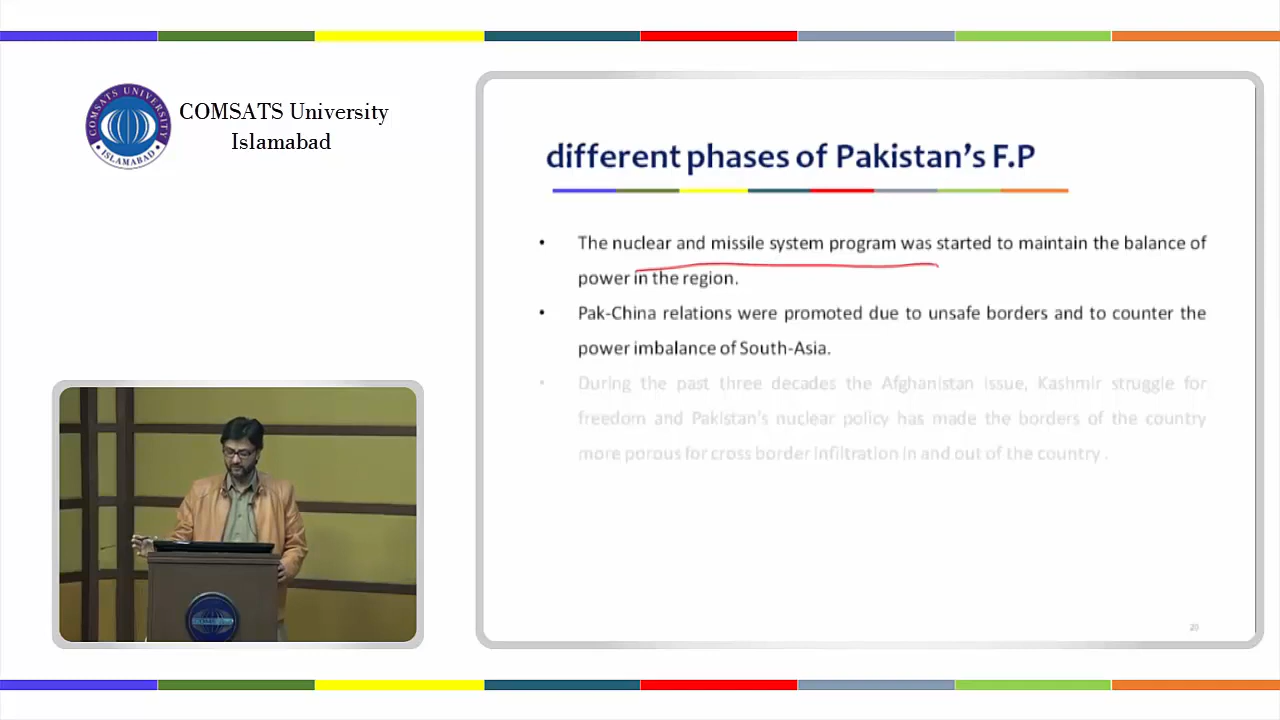 COMSATS UNIVERSITY
ISLAMABAD
COMSATS University
Islamabad
different phases of Pakistan's F.P
• The nuclear and missile system program was started to maintain the balance of
power in the region.
• Pak-China relations were promoted due to unsafe borders and to counter the
power imbalance of South-Asia.
• During the past three decades the Afghanistan issue, Kashmir struggle for
freedom and Pakistan's nuclear policy has made the borders of the country
more porous for cross border infiltration in and out of the country .
20